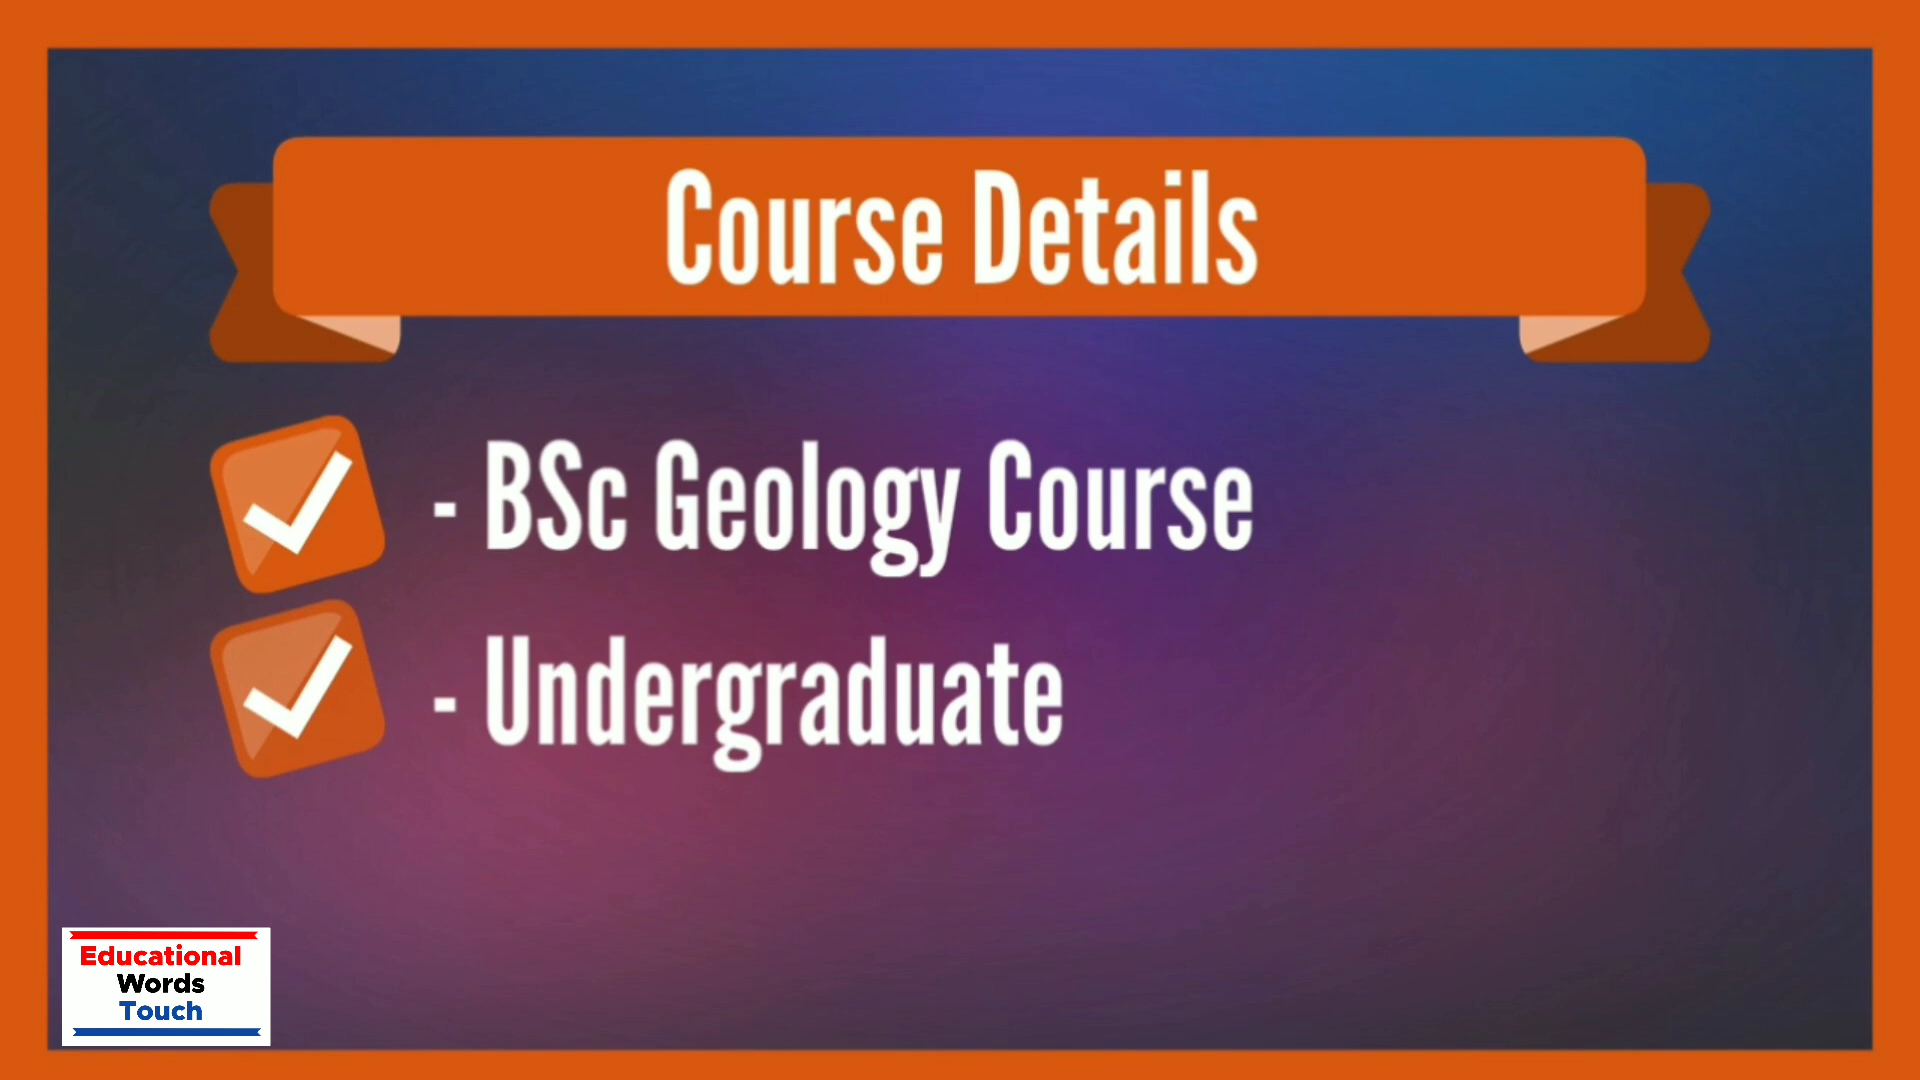 Course Details
- BSc Geology Course
- Undergraduate
Educational
Words
Touch